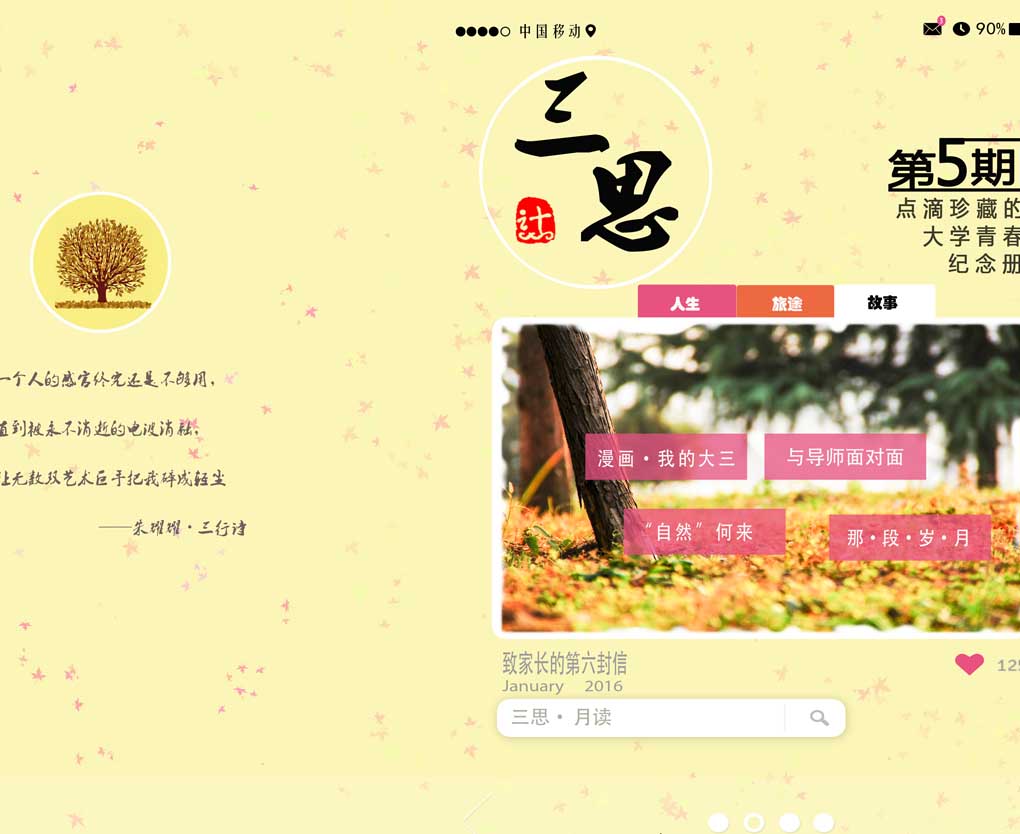 一个人的感官终究还是不够用，
直到被永不消逝的电波消融，
让无数双艺术巨手把我碎成轻尘
——朱耀耀·三行诗
中国移动
1
90%
三思
计
第5期
点滴珍藏的
大学青春
纪念册
人生 旅途 故事
漫画·我的大三
与导师面对面
“自然”何来
那·段·岁·月
致家长的第六封信
January 2016
三思· 月读